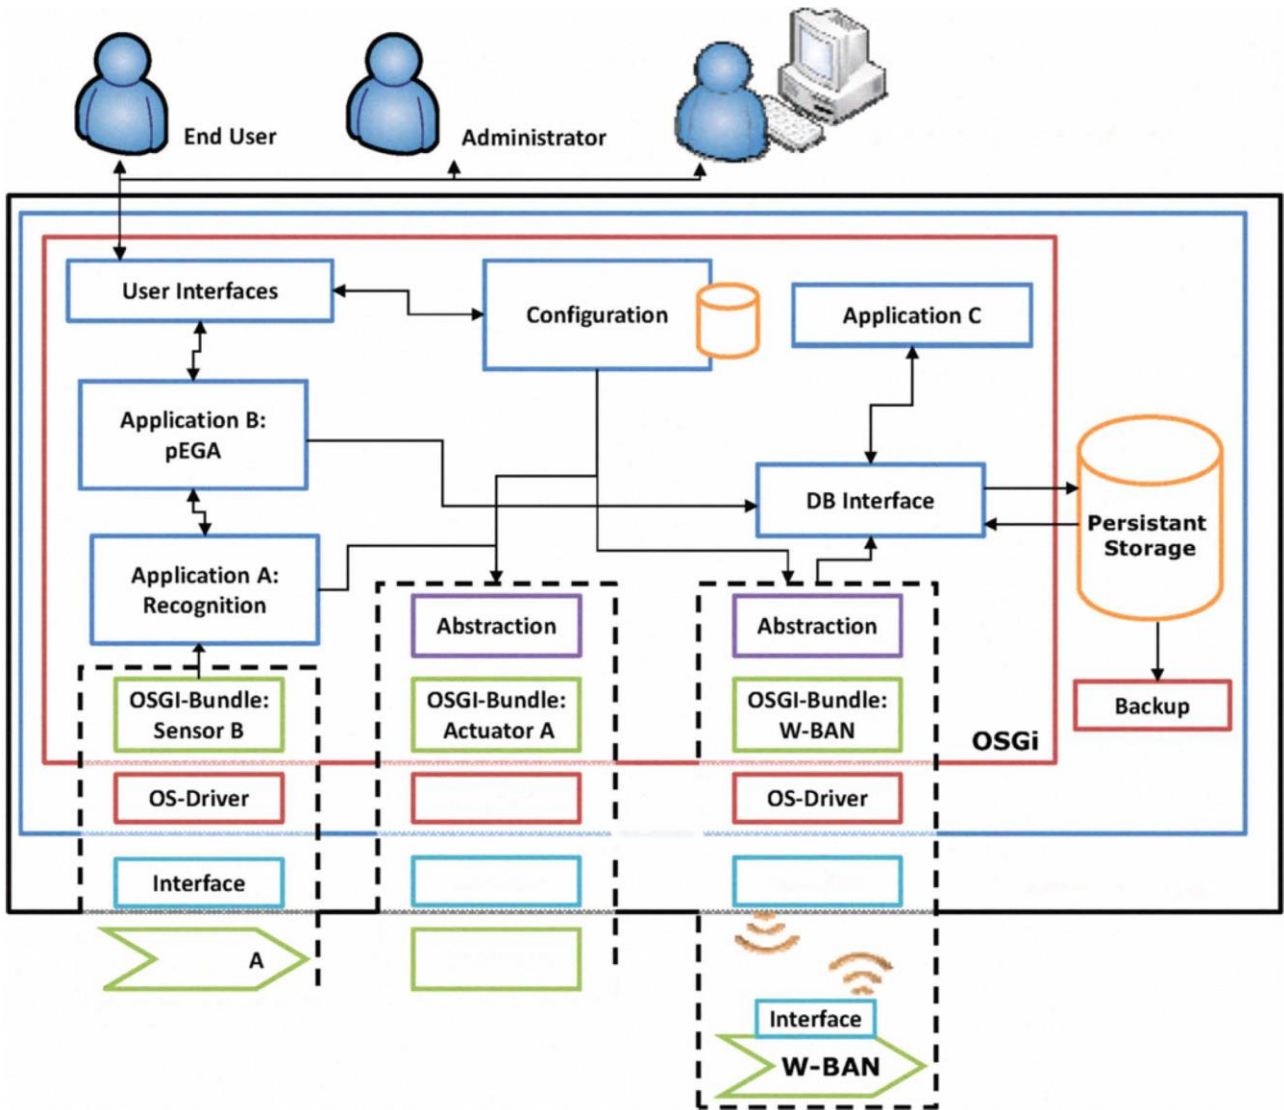 End User
Administrator
User Interfaces
Configuration
Application C
Application B:
pEGA
DB Interface
Persistant
Storage
Application A:
Recognition
Abstraction
Abstraction
OSGI-Bundle:
Sensor B
OSGI-Bundle:
Actuator A
OSGI-Bundle:
W-BAN
Backup
OSGi
OS-Driver
OS-Driver
Interface
A
Interface
W-BAN